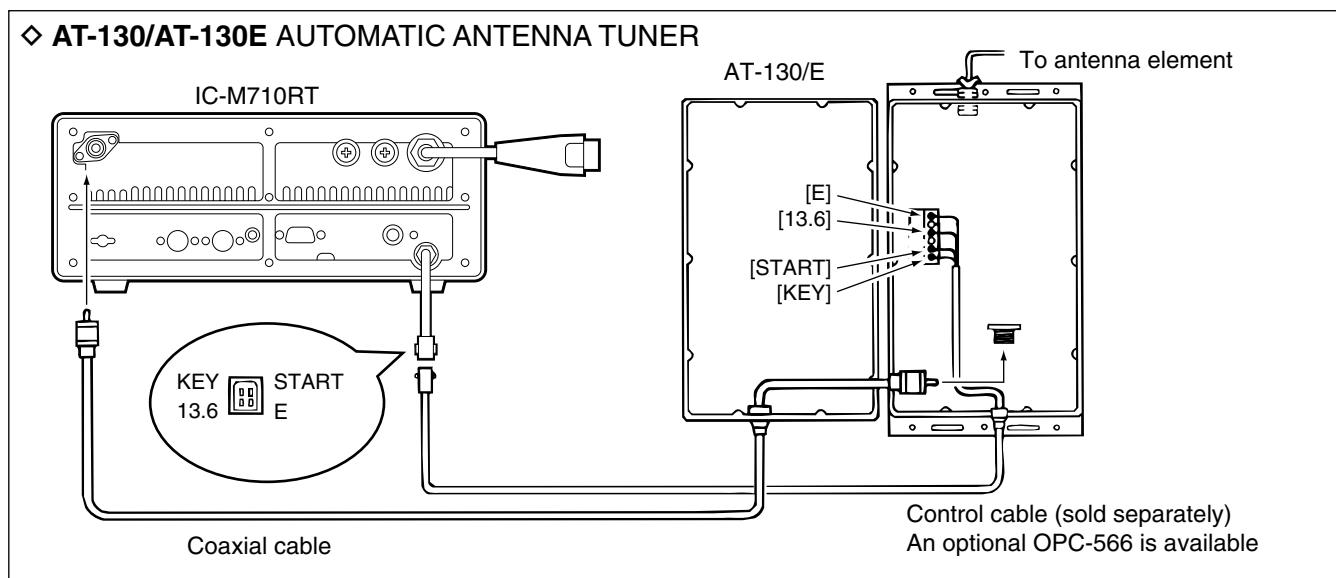 ◇ AT-130/AT-130E AUTOMATIC ANTENNA TUNER
To antenna element
AT-130/E
IC-M710RT
[E]
[13.6]
[START]
[KEY]
KEY START
13.6 E
Coaxial cable
Control cable (sold separately)
An optional OPC-566 is available